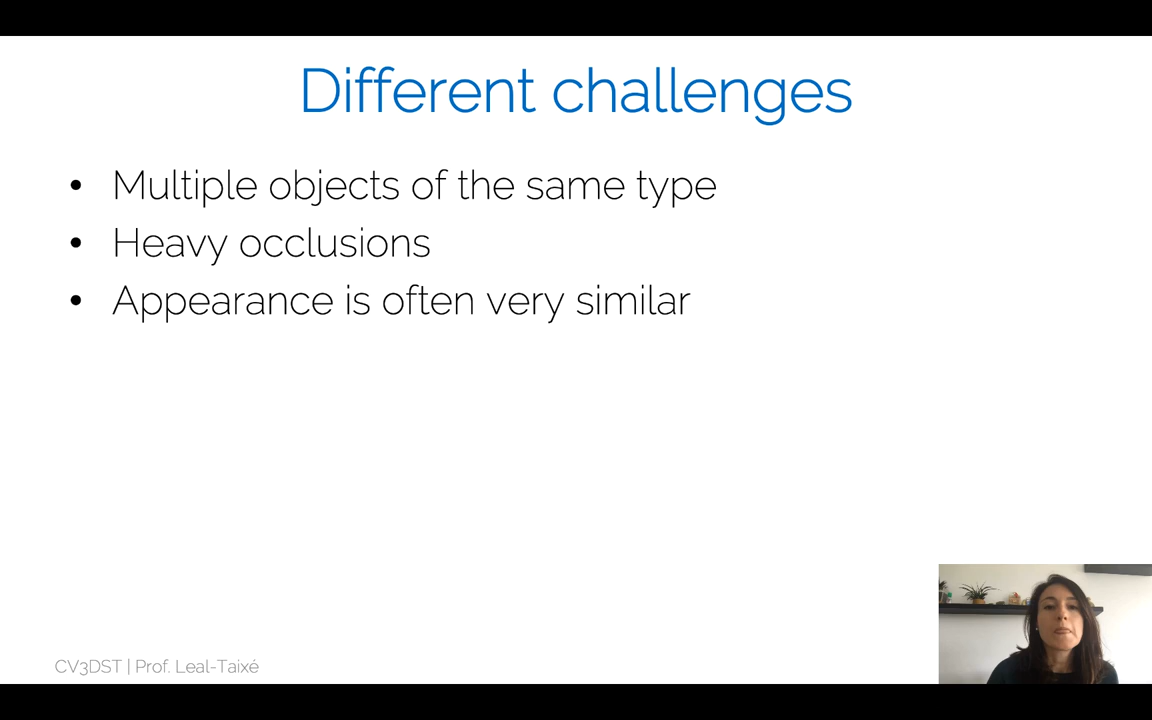 Different challenges
• Multiple objects of the same type
• Heavy occlusions
• Appearance is often very similar
CV3DST | Prof. Leal-Taixé